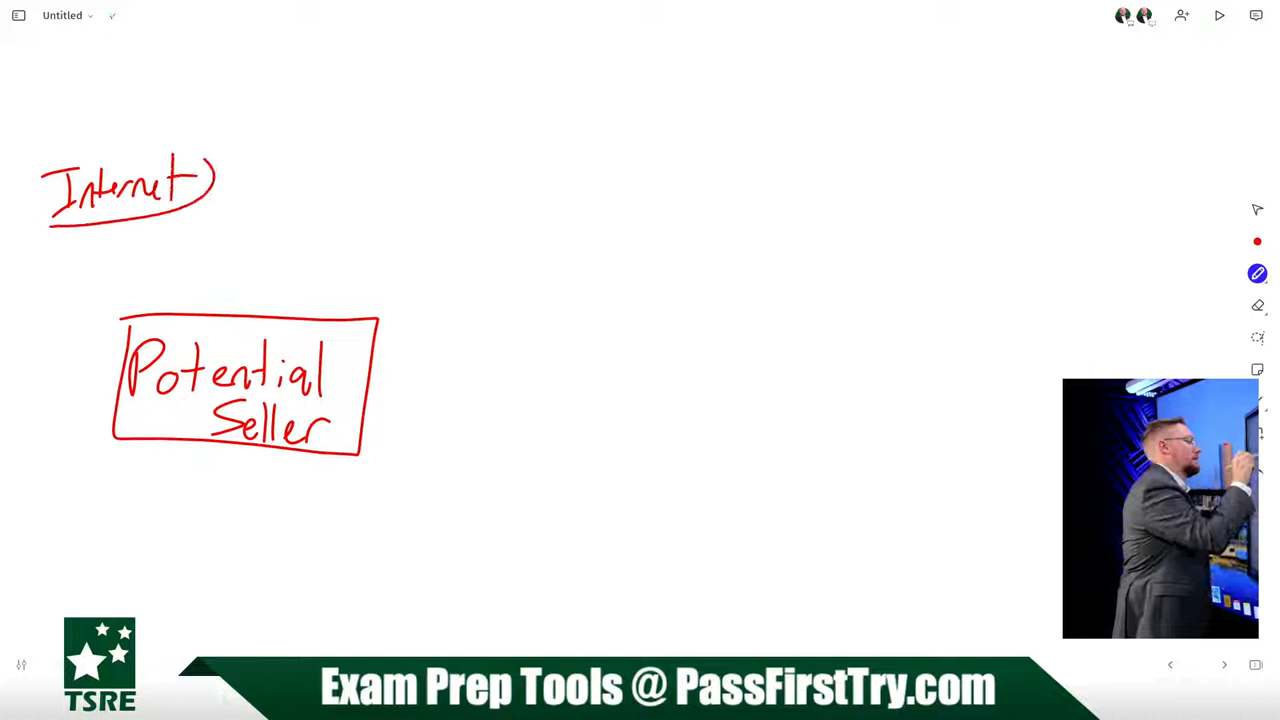 Untitled
Internet
Potential
Seller
TSRE
Exam Prep Tools @ PassFirstTry.com